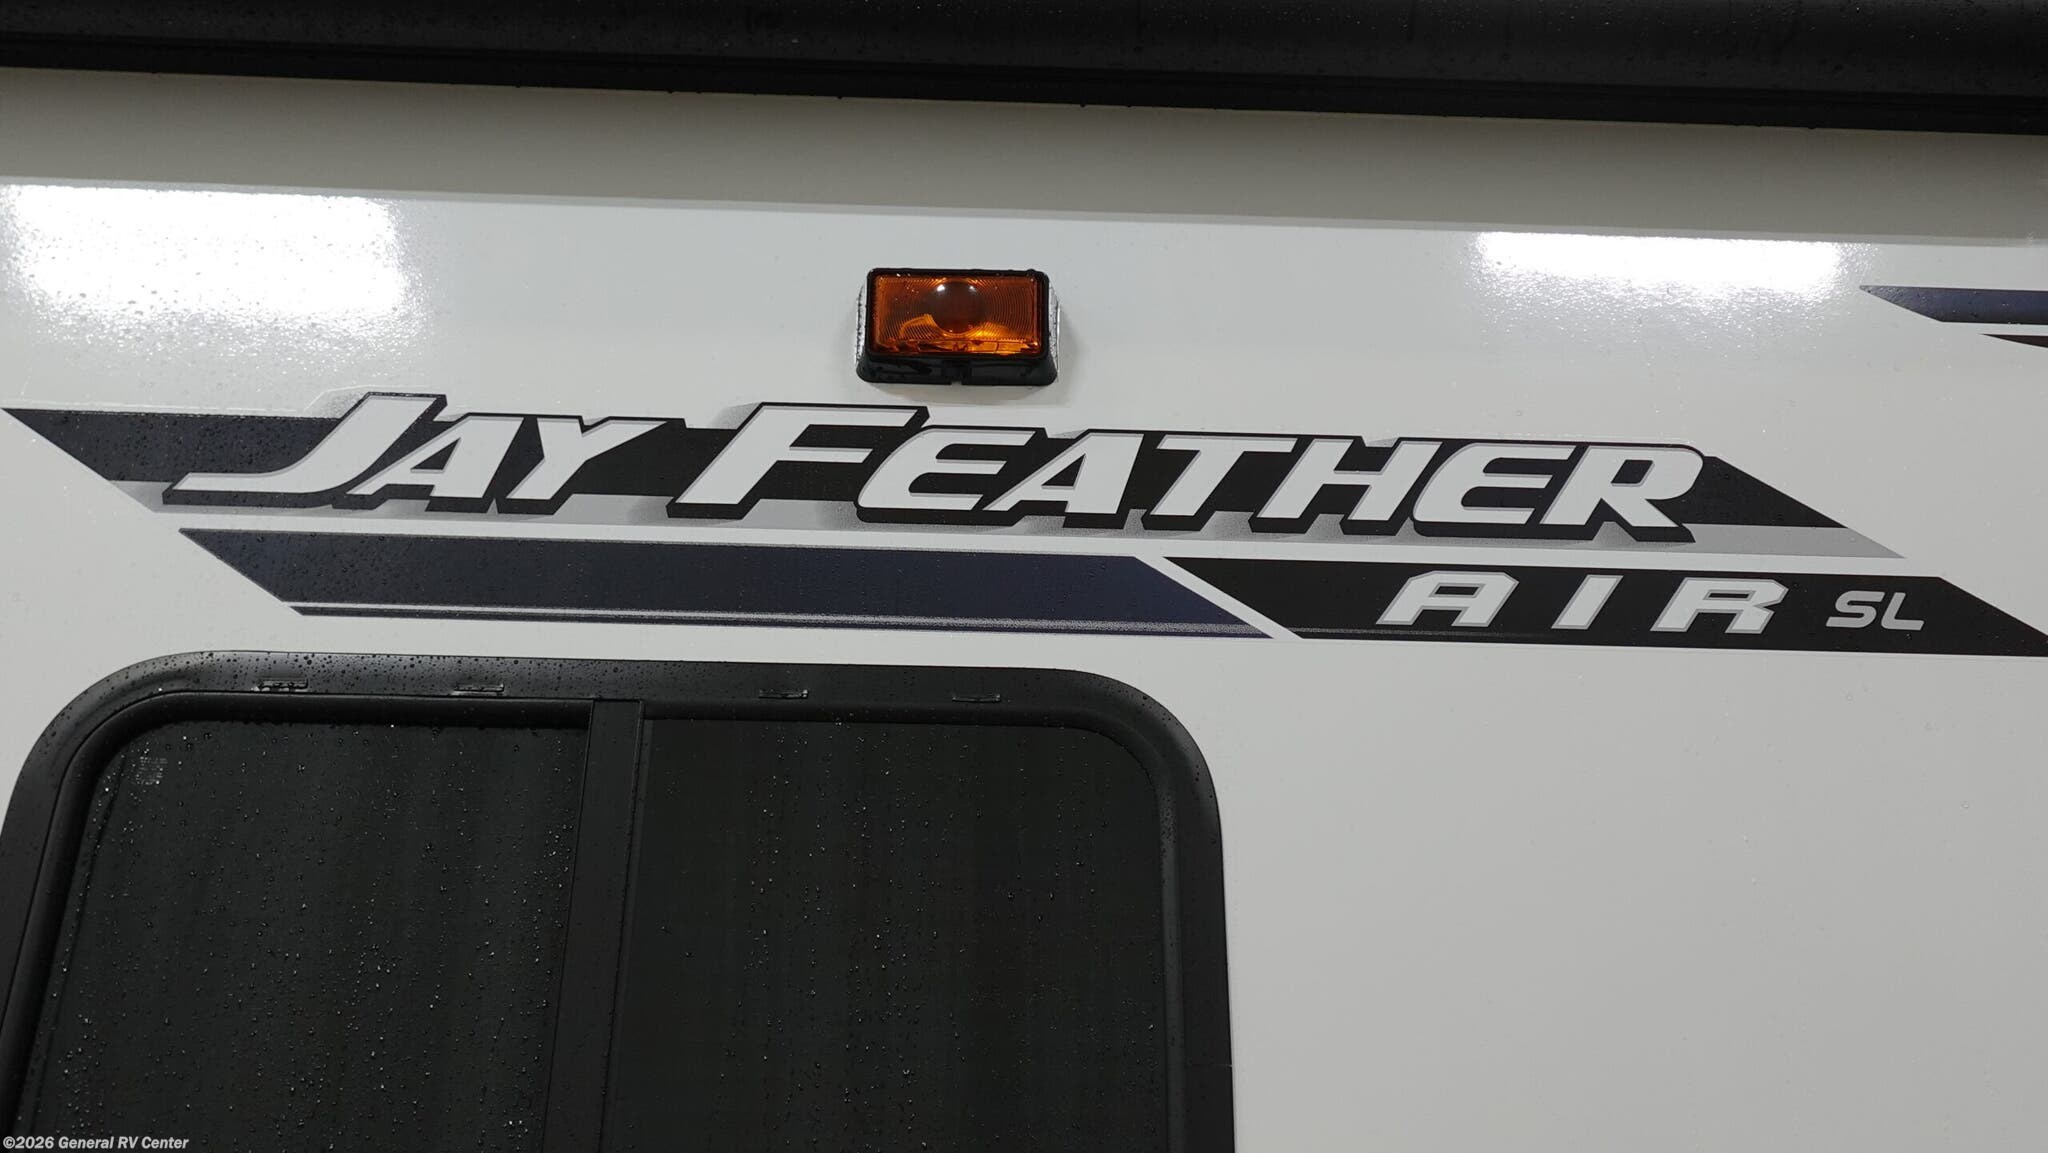 JAY FEATHER
AIR SL
©2026 General RV Center